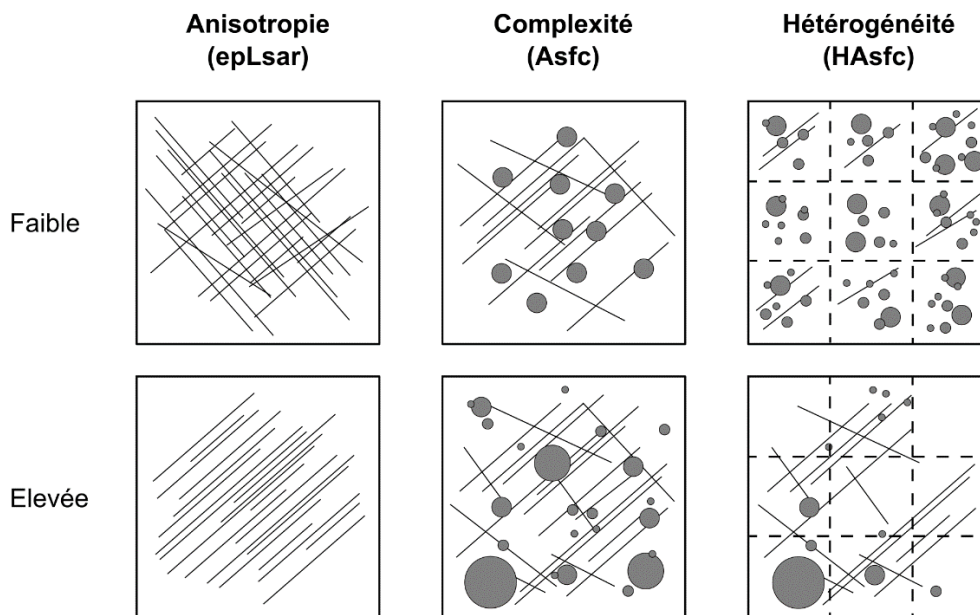 Anisotropie
(epLsar)
Complexité
(Asfc)
Hétérogénéité
(HAsfc)
Faible
Elevée